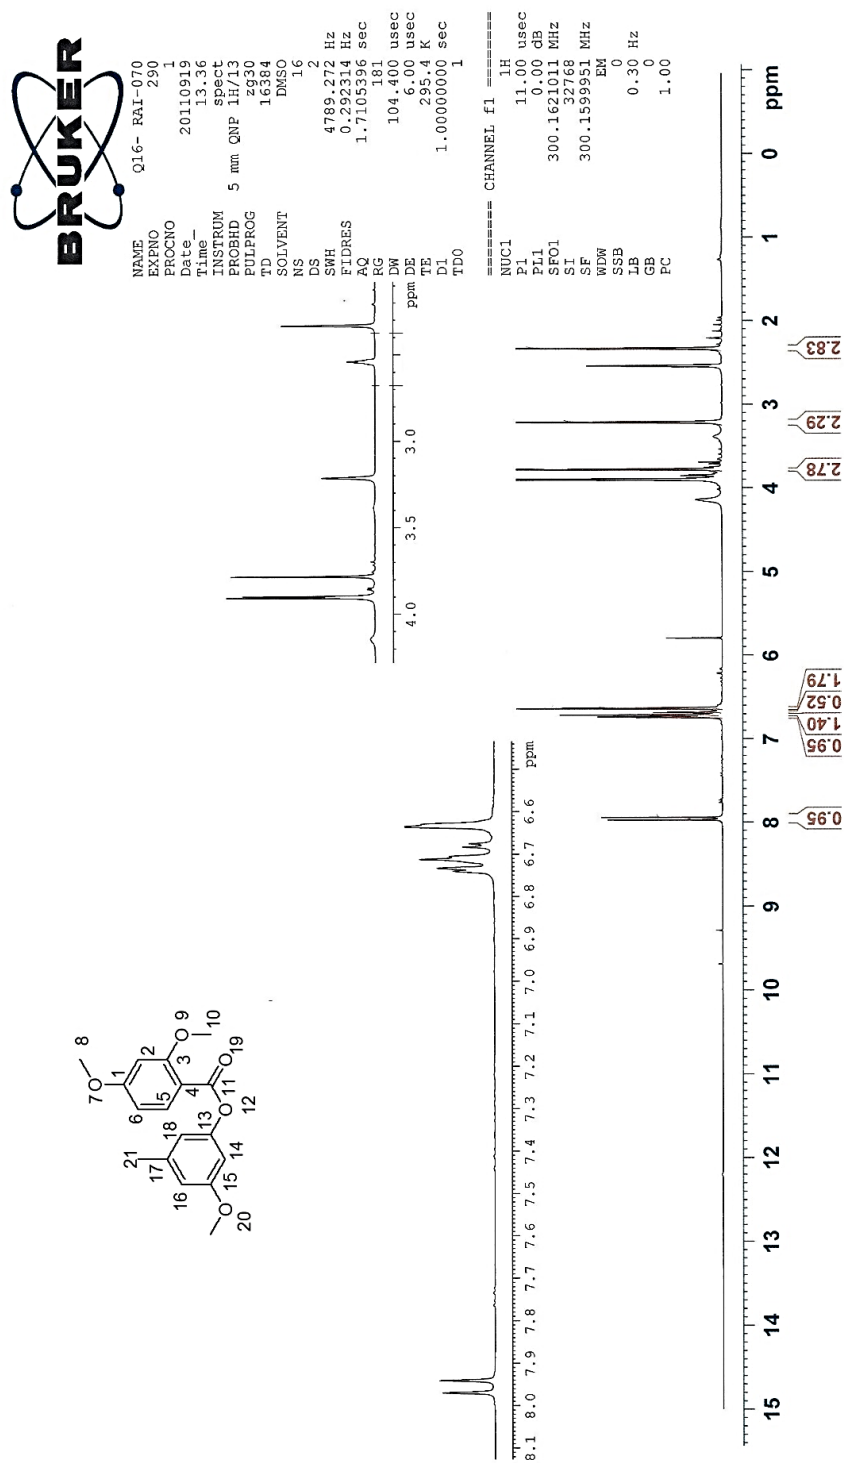 BRUKER
NAME Q16- RAI-070
EXPNO 290
PROCNO 1
Date_ 20110919
Time 13.36
INSTRUM spect
PROBHD 5 mm QNP 1H/13
PULPROG zg30
TD 16384
SOLVENT DMSO
NS 16
DS 2
SWH 4789.272 Hz
FIDRES 0.292314 Hz
AQ 1.7105396 sec
RG 181
DW 104.400 usec
DE 6.00 usec
TE 295.4 K
D1 1.00000000 sec
TD0 1
======== CHANNEL f1 ========
NUC1 1H
P1 11.00 usec
PL1 0.00 dB
SFO1 300.1621011 MHz
SI 32768
SF 300.1599951 MHz
WDW EM
SSB 0
LB 0.30 Hz
GB 0
PC 1.00
8
O
7
1
2
9
O
10
3
6
5
4
O
19
11
O
12
21
18
13
17
14
16
15
O
20
4.0 3.5 3.0 ppm
8.1 8.0 7.9 7.8 7.7 7.6 7.5 7.4 7.3 7.2 7.1 7.0 6.9 6.8 6.7 6.6 ppm
15 14 13 12 11 10 9 8 7 6 5 4 3 2 1 0 ppm
0.95
0.95
1.40
0.52
1.79
2.78
2.29
2.83